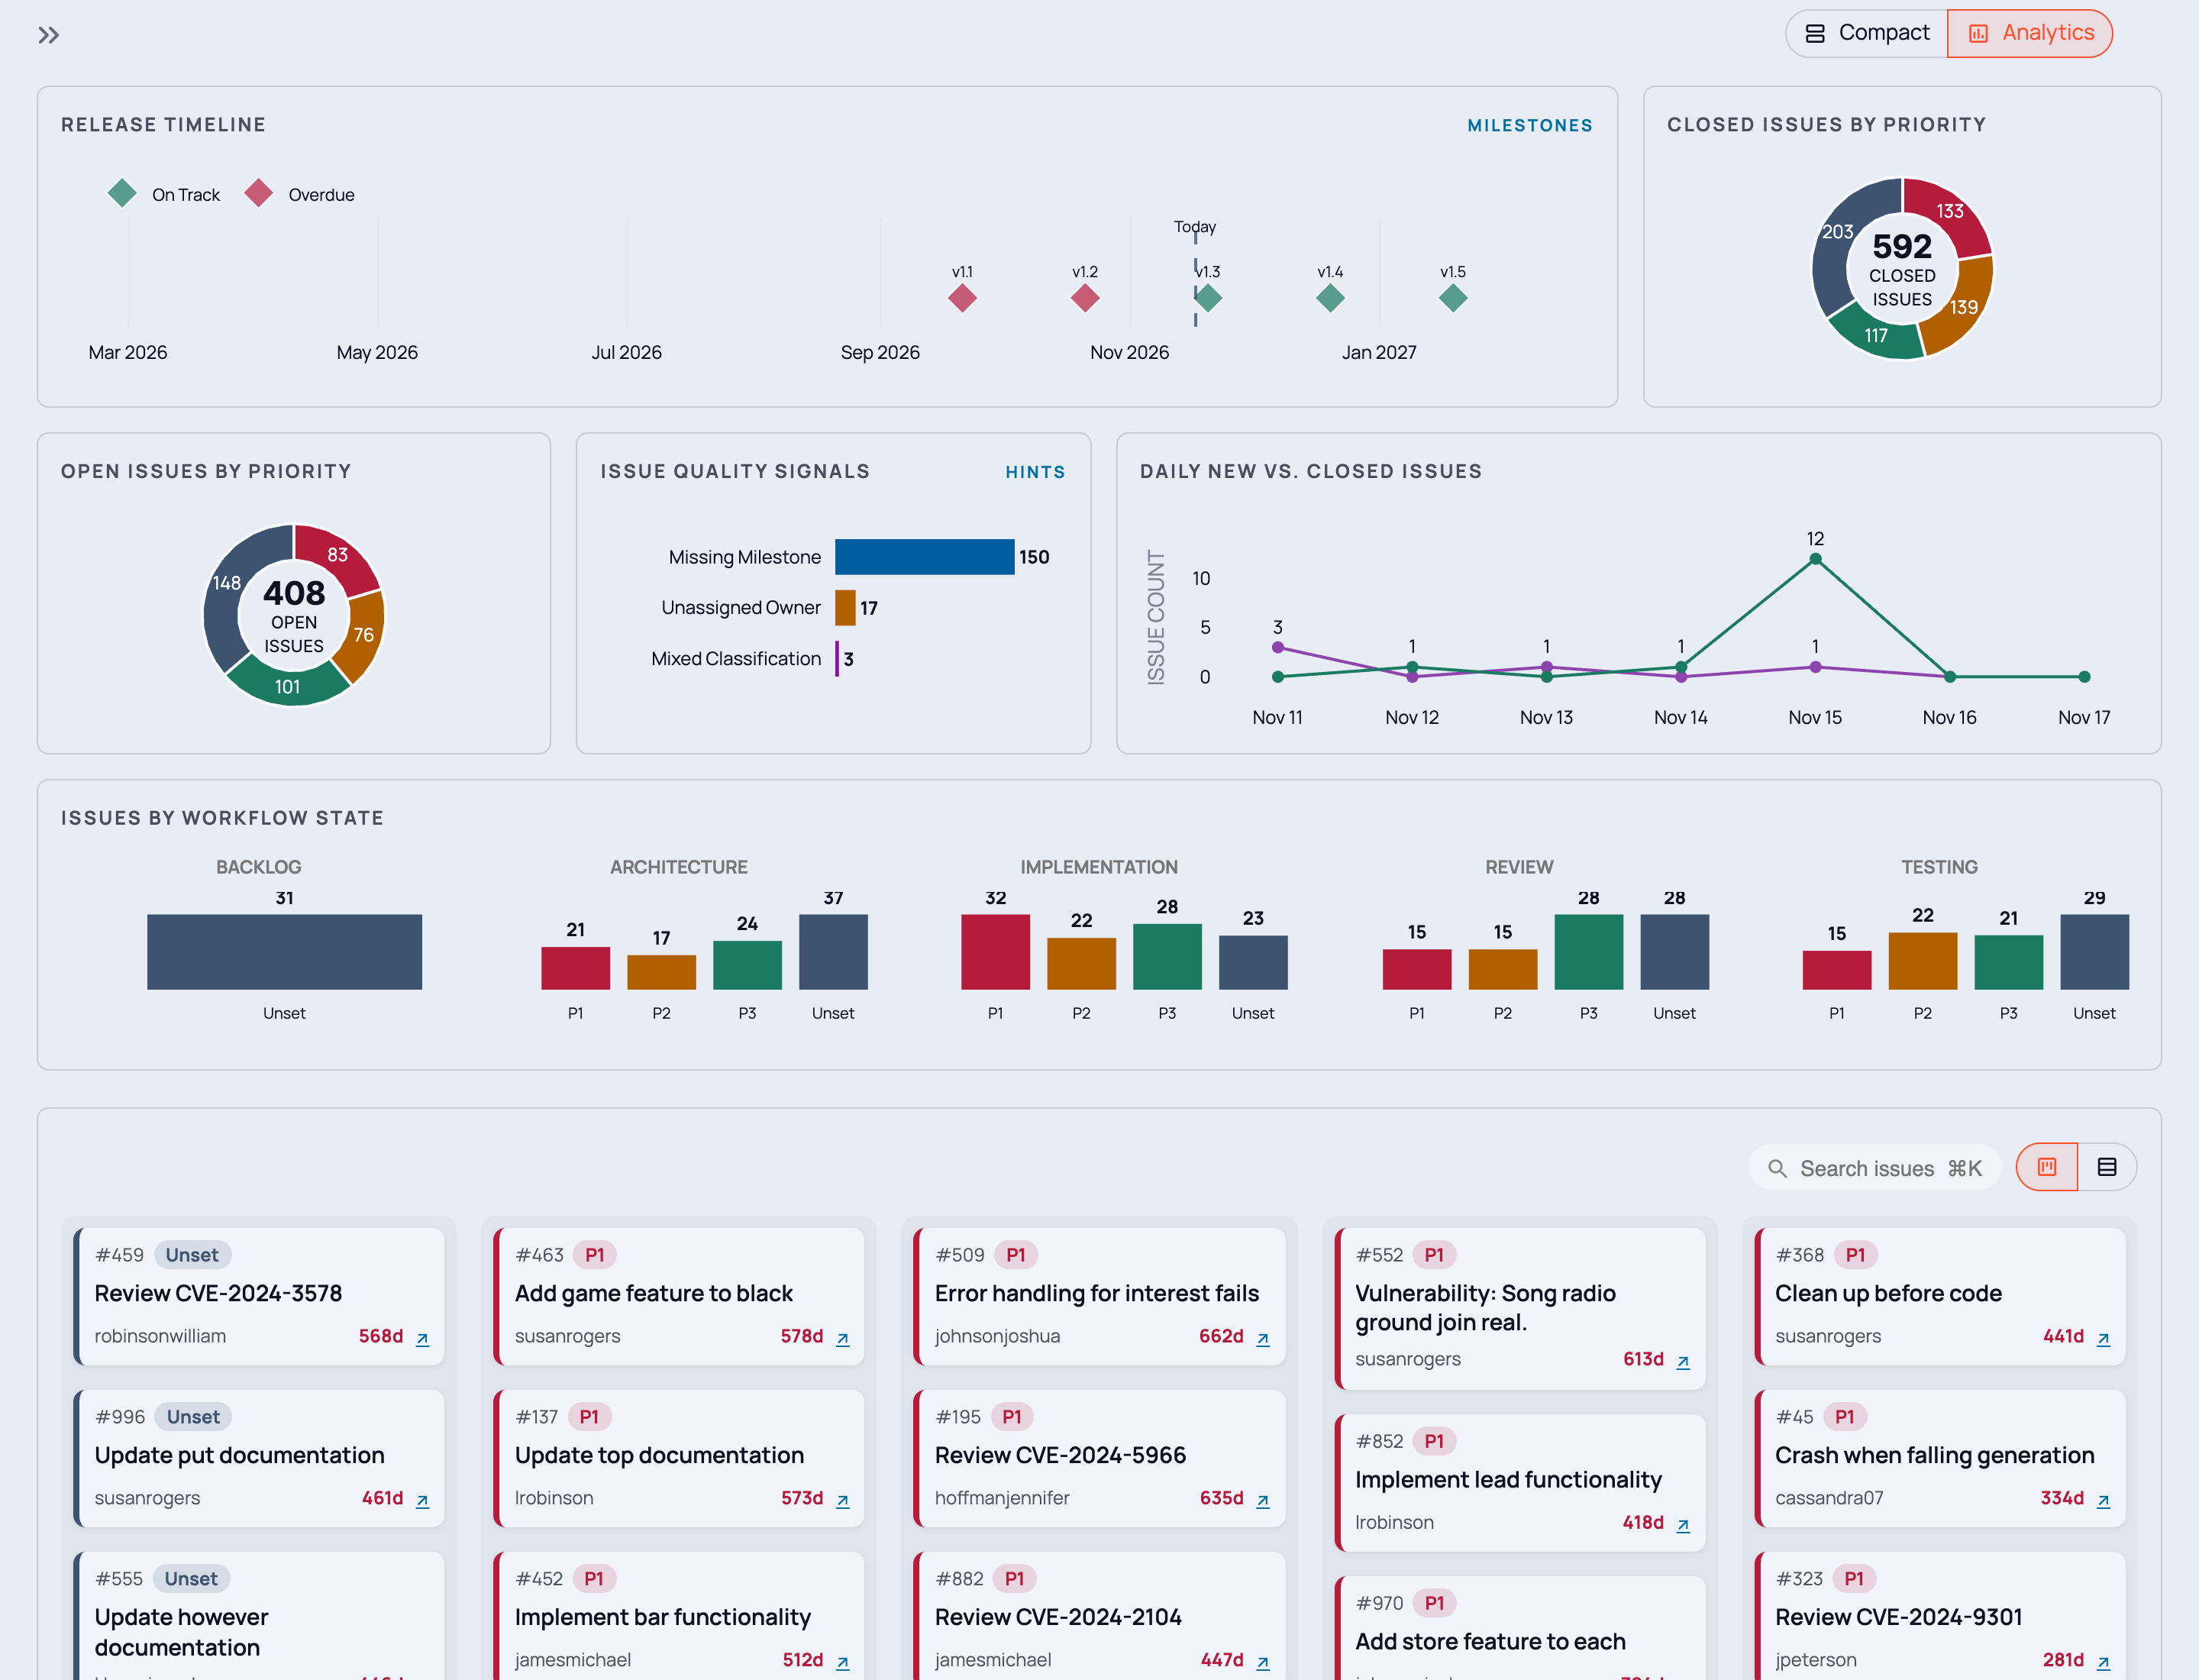 Compact
Analytics
RELEASE TIMELINE
MILESTONES
On Track
Overdue
Today
v1.1
v1.2
v1.3
v1.4
v1.5
Mar 2026
May 2026
Jul 2026
Sep 2026
Nov 2026
Jan 2027
CLOSED ISSUES BY PRIORITY
133
203
592
CLOSED
ISSUES
139
117
OPEN ISSUES BY PRIORITY
83
148
408
OPEN
ISSUES
76
101
ISSUE QUALITY SIGNALS
HINTS
Missing Milestone 150
Unassigned Owner 17
Mixed Classification 3
DAILY NEW VS. CLOSED ISSUES
ISSUE COUNT
10
5
0
3
1
1
1
12
1
Nov 11
Nov 12
Nov 13
Nov 14
Nov 15
Nov 16
Nov 17
ISSUES BY WORKFLOW STATE
BACKLOG
31
Unset
ARCHITECTURE
21 17 24 37
P1 P2 P3 Unset
IMPLEMENTATION
32 22 28 23
P1 P2 P3 Unset
REVIEW
15 15 28 28
P1 P2 P3 Unset
TESTING
15 22 21 29
P1 P2 P3 Unset
Search issues ⌘K
#459 Unset
Review CVE-2024-3578
robinsonwilliam 568d
#996 Unset
Update put documentation
susanrogers 461d
#555 Unset
Update however
documentation
#463 P1
Add game feature to black
susanrogers 578d
#137 P1
Update top documentation
lrobinson 573d
#452 P1
Implement bar functionality
jamesmichael 512d
#509 P1
Error handling for interest fails
johnsonjoshua 662d
#195 P1
Review CVE-2024-5966
hoffmanjennifer 635d
#882 P1
Review CVE-2024-2104
jamesmichael 447d
#552 P1
Vulnerability: Song radio
ground join real.
susanrogers 613d
#852 P1
Implement lead functionality
lrobinson 418d
#970 P1
Add store feature to each
#368 P1
Clean up before code
susanrogers 441d
#45 P1
Crash when falling generation
cassandra07 334d
#323 P1
Review CVE-2024-9301
jpeterson 281d